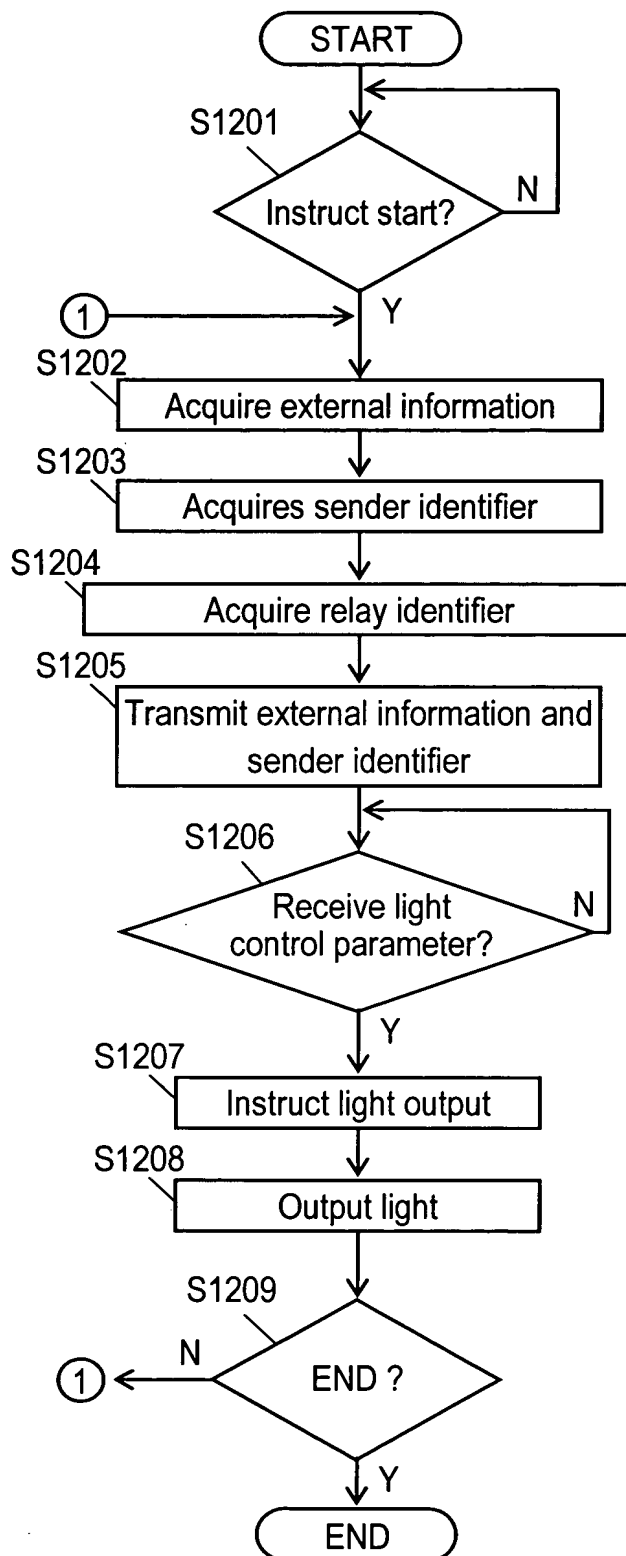 START
S1201
Instruct start?
N
Y
1
S1202
Acquire external information
S1203
Acquires sender identifier
S1204
Acquire relay identifier
S1205
Transmit external information and
sender identifier
S1206
Receive light
control parameter?
N
Y
S1207
Instruct light output
S1208
Output light
S1209
N
1
END ?
Y
END